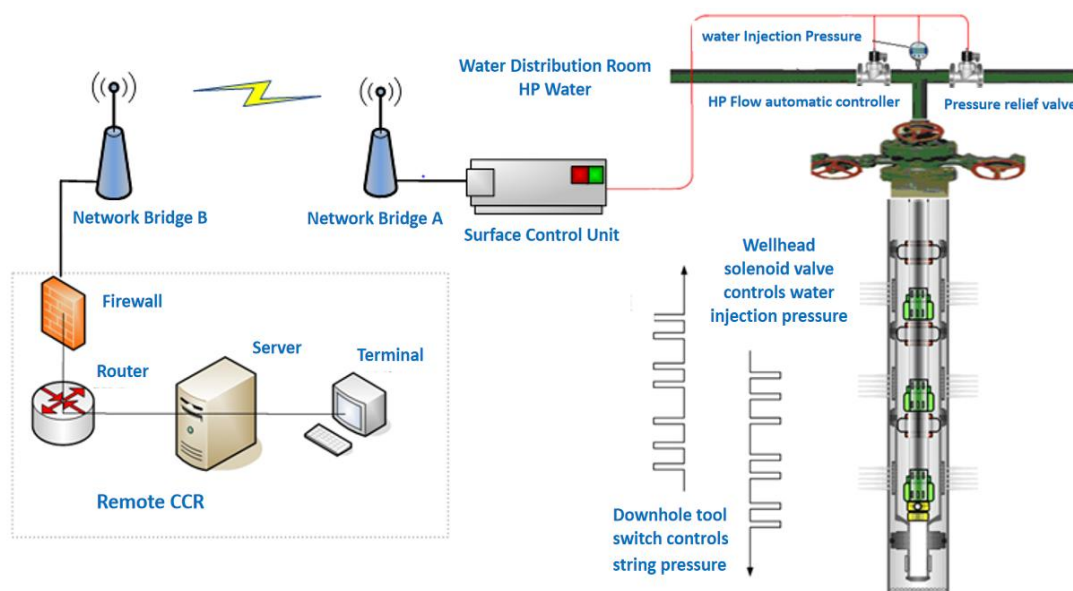 water Injection Pressure
Water Distribution Room
HP Water
HP Flow automatic controller
Pressure relief valve
Network Bridge B
Network Bridge A
Surface Control Unit
Wellhead
solenoid valve
controls water
injection pressure
Firewall
Router
Server
Terminal
Remote CCR
Downhole tool
switch controls
string pressure